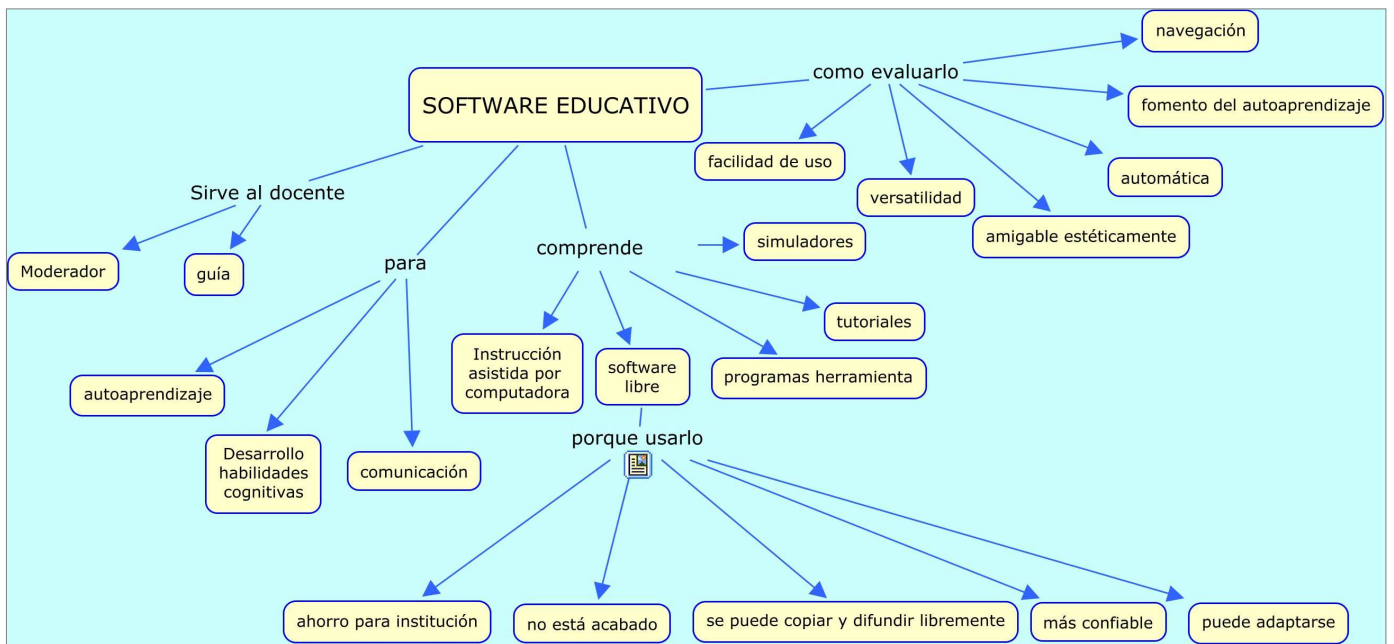 navegación
como evaluarlo
SOFTWARE EDUCATIVO
fomento del autoaprendizaje
facilidad de uso
automática
versatilidad
Sirve al docente
amigable estéticamente
simuladores
comprende
para
Moderador
guía
tutoriales
Instrucción
asistida por
computadora
software
libre
programas herramienta
autoaprendizaje
porque usarlo
Desarrollo
habilidades
cognitivas
comunicación
ahorro para institución
no está acabado
se puede copiar y difundir libremente
más confiable
puede adaptarse